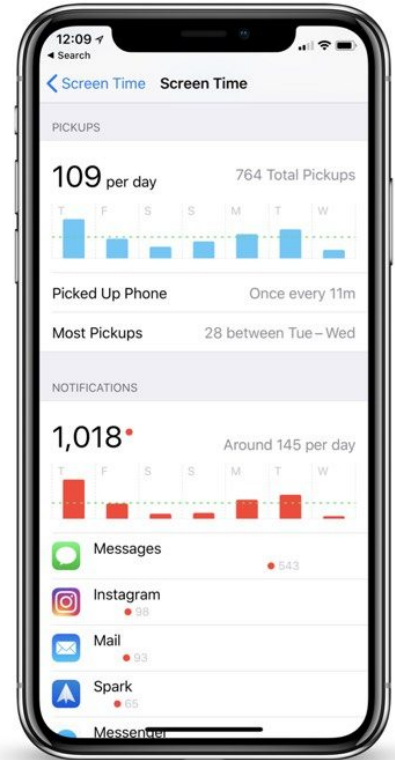 12:09
Search
Screen Time Screen Time
PICKUPS
109 per day 764 Total Pickups
T F S S M T W
Picked Up Phone Once every 11m
Most Pickups 28 between Tue – Wed
NOTIFICATIONS
1,018 Around 145 per day
T F S S M T W
Messages
543
Instagram
98
Mail
93
Spark
65
Messenger